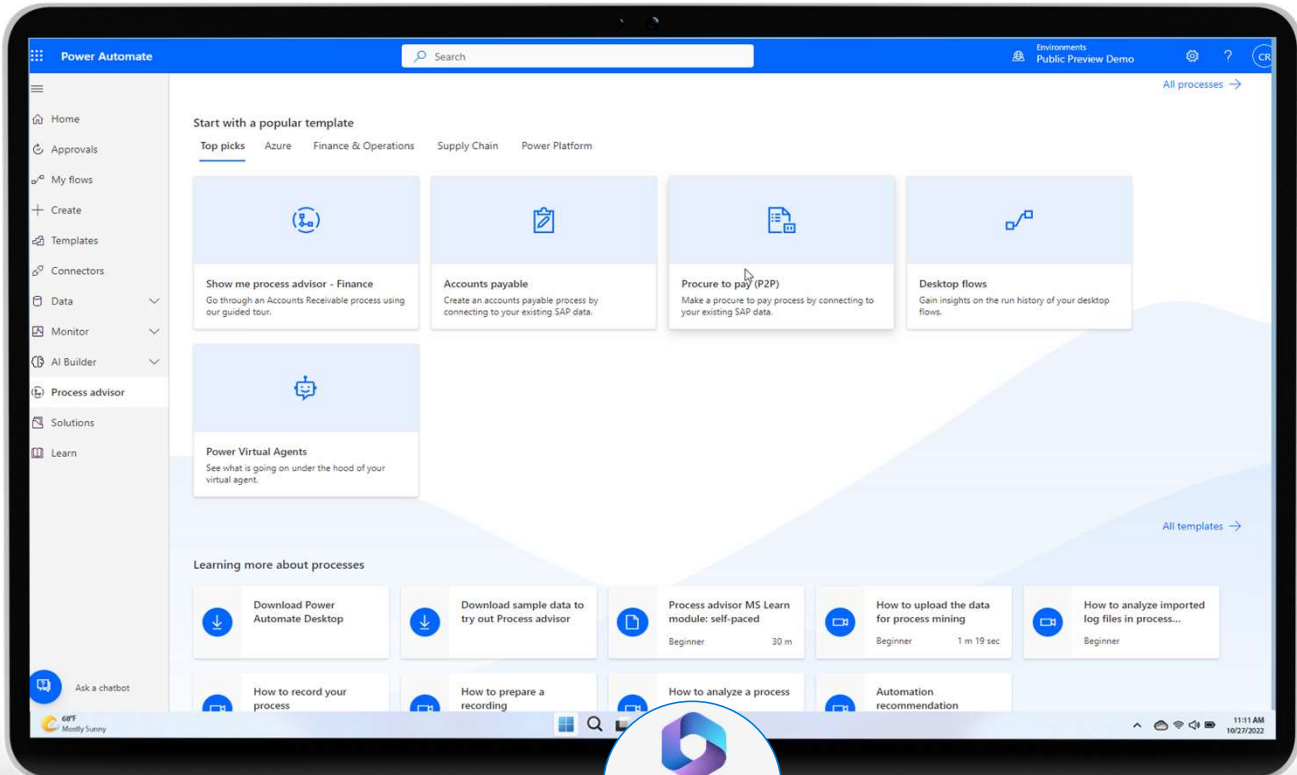 Power Automate
Search
Environments
Public Preview Demo
?
CR
All processes →
Home
Approvals
My flows
Create
Templates
Connectors
Data
Monitor
AI Builder
Process advisor
Solutions
Learn
Ask a chatbot
Start with a popular template
Top picks
Azure
Finance & Operations
Supply Chain
Power Platform
Show me process advisor - Finance
Go through an Accounts Receivable process using
our guided tour.
Accounts payable
Create an accounts payable process by
connecting to your existing SAP data.
Procure to pay (P2P)
Make a procure to pay process by connecting to
your existing SAP data.
Desktop flows
Gain insights on the run history of your desktop
flows.
Power Virtual Agents
See what is going on under the hood of your
virtual agent.
All templates →
Learning more about processes
Download Power
Automate Desktop
Download sample data to
try out Process advisor
Process advisor MS Learn
module: self-paced
Beginner
30 m
How to upload the data
for process mining
Beginner
1 m 19 sec
How to analyze imported
log files in process...
Beginner
How to record your
process
How to prepare a
recording
How to analyze a process
Automation
recommendation
68°F
Mostly Sunny
11:11 AM
10/27/2022